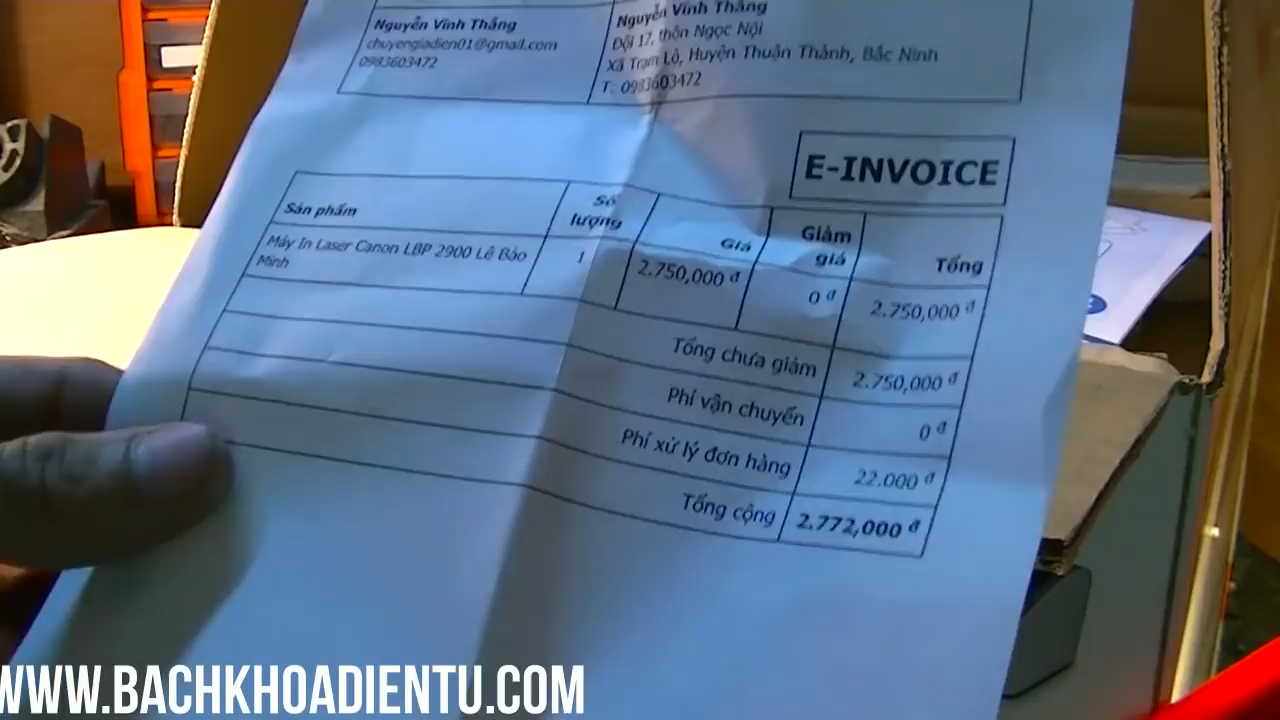 Nguyễn Vĩnh Thắng
chuyengiadien01@gmail.com
0983603472
Nguyễn Vĩnh Thắng
Đội 17, thôn Ngọc Nội
Xã Trạm Lộ, Huyện Thuận Thành, Bắc Ninh
T: 0983603472
E-INVOICE
Sản phẩm Số lượng Giá Giảm giá Tổng
Máy In Laser Canon LBP 2900 Lê Bảo
Minh
1 2.750,000 đ 0 đ 2.750,000 đ
Tổng chưa giảm 2.750,000 đ
Phí vận chuyển 0 đ
Phí xử lý đơn hàng 22.000 đ
Tổng cộng 2.772,000 đ
WWW.BACHKHOADIENTU.COM